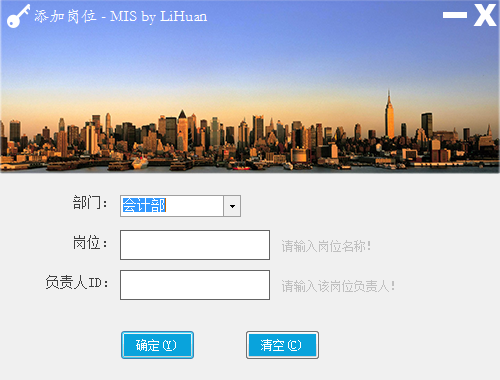 添加岗位 - MIS by LiHuan
部门： 会计部
岗位： 请输入岗位名称!
负责人ID： 请输入该岗位负责人!
确定(Y) 清空(C)